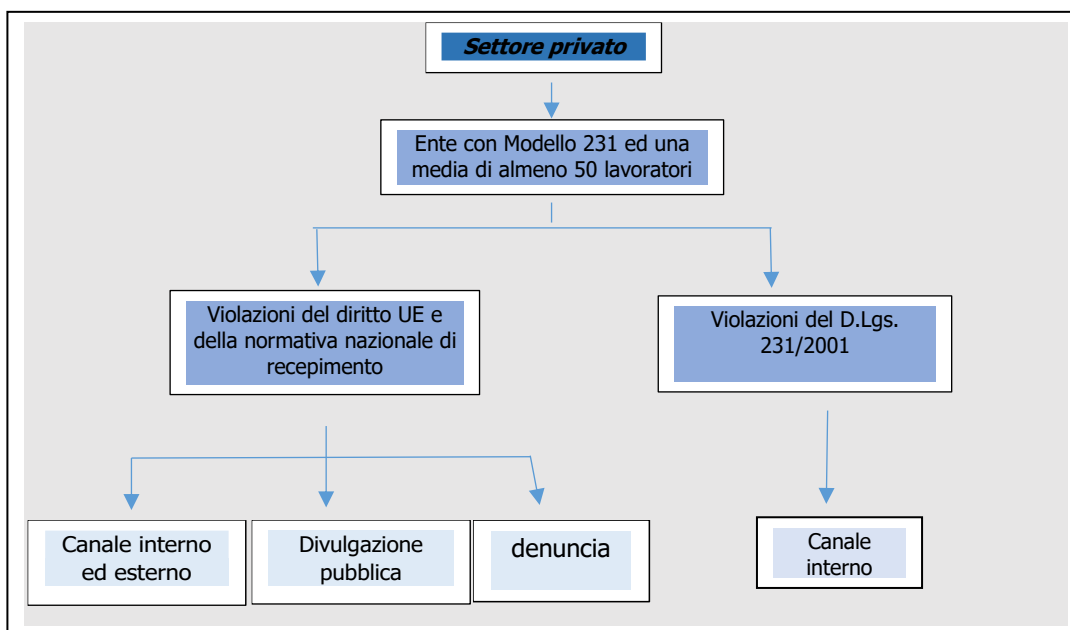 Settore privato
Ente con Modello 231 ed una
media di almeno 50 lavoratori
Violazioni del diritto UE e
della normativa nazionale di
recepimento
Violazioni del D.Lgs.
231/2001
Canale interno
ed esterno
Divulgazione
pubblica
denuncia
Canale
interno